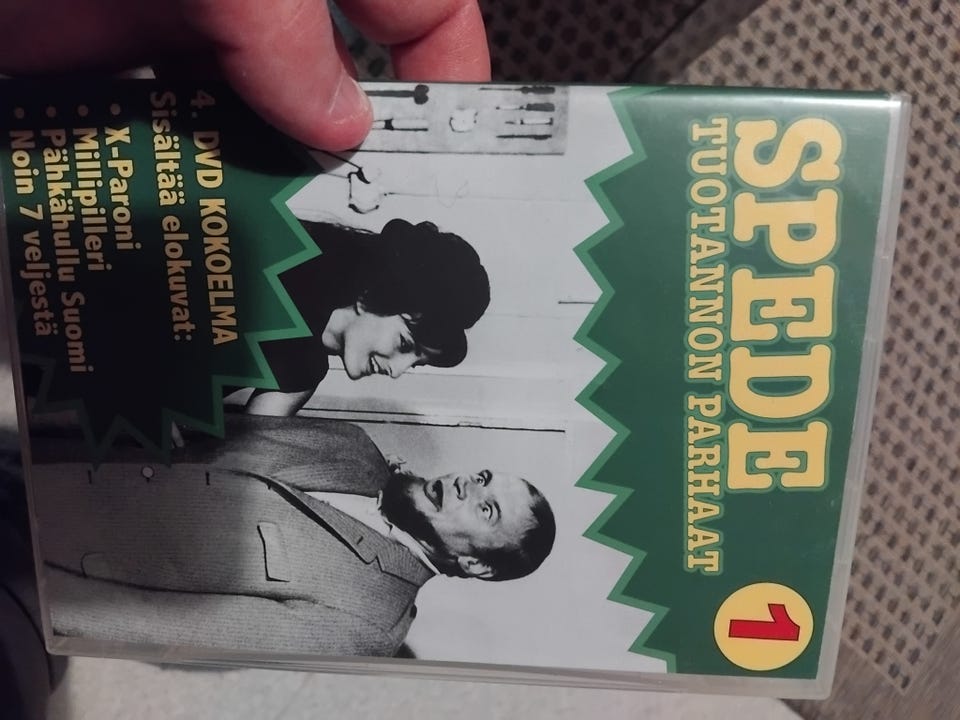 SPEDE
TUOTANNON PARHAAT
1
4. DVD KOKOELMA
Sisältää elokuvat:
• X-Paroni
• Millipilleri
• Pähkähullu Suomi
• Noin 7 veljestä